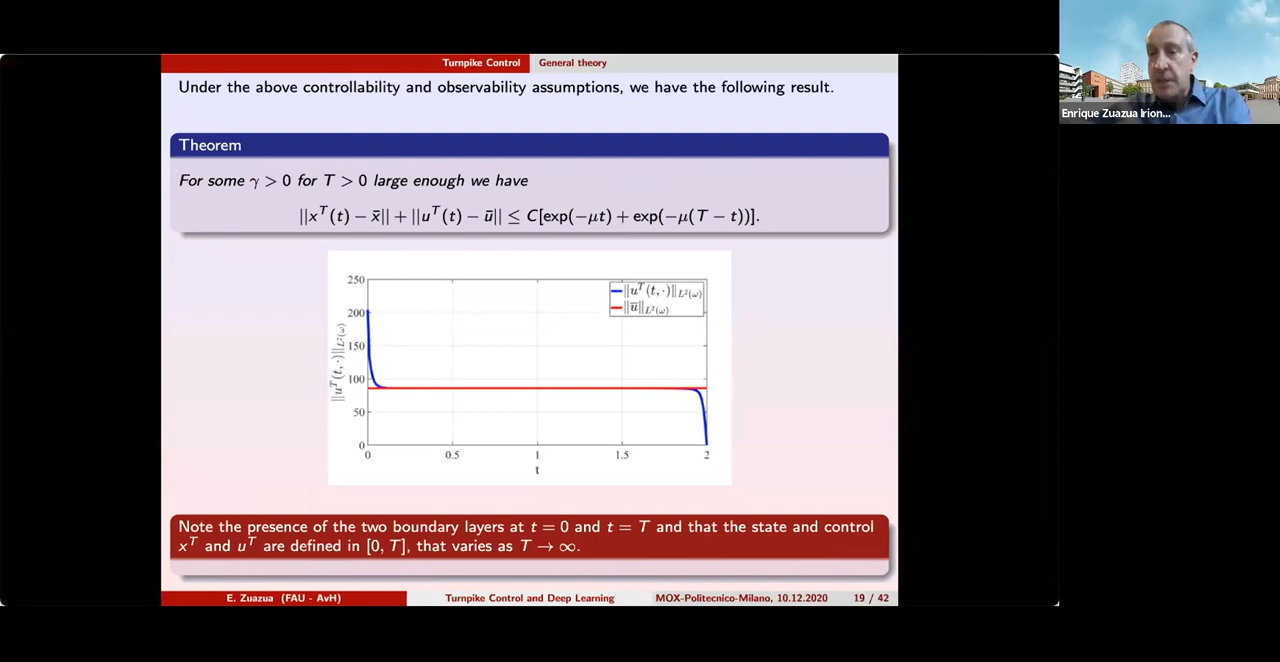 Turnpike Control General theory
Under the above controllability and observability assumptions, we have the following result.
Theorem
For some γ > 0 for T > 0 large enough we have
||x^T(t) − x̄|| + ||u^T(t) − ū|| ≤ C[exp(−μt) + exp(−μ(T − t))].
250
200
150
100
50
0
||u^T(t, ·)||_{L²(ω)}
||u^T(t, ·)||_{L²(ω)}
||ū||_{L²(ω)}
0 0.5 1 1.5 2
t
Note the presence of the two boundary layers at t = 0 and t = T and that the state and control
x^T and u^T are defined in [0, T], that varies as T → ∞.
E. Zuazua (FAU - AvH) Turnpike Control and Deep Learning MOX-Politecnico-Milano, 10.12.2020 19 / 42
Enrique Zuazua Irion...